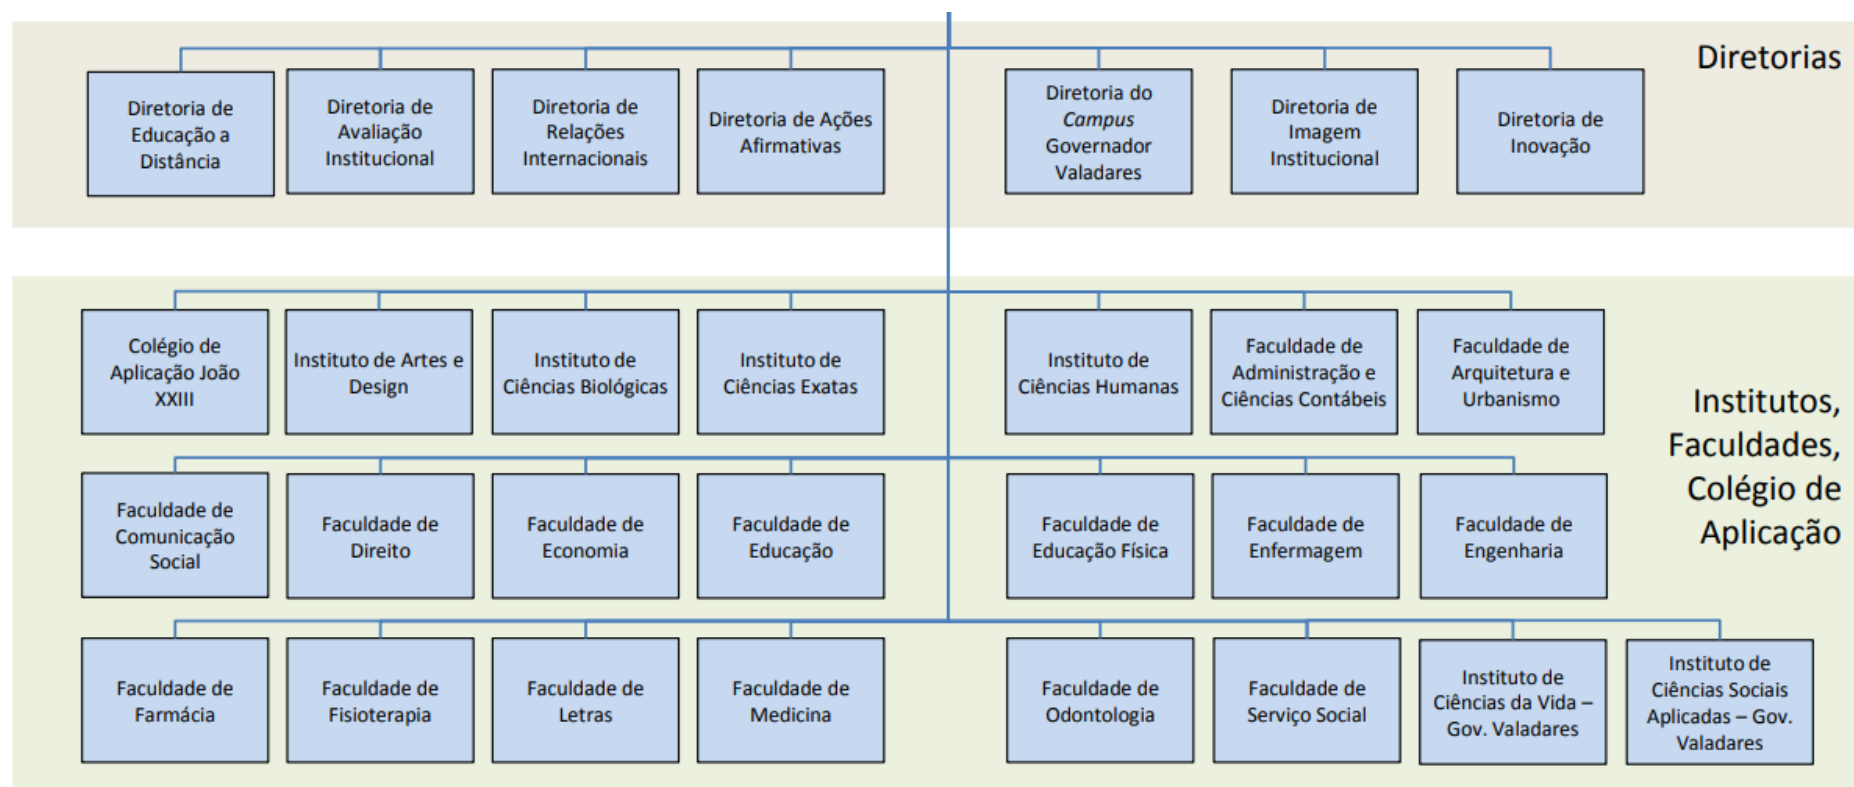 Diretorias
Diretoria de
Educação a
Distância
Diretoria de
Avaliação
Institucional
Diretoria de
Relações
Internacionais
Diretoria de Ações
Afirmativas
Diretoria do
Campus
Governador
Valadares
Diretoria de
Imagem
Institucional
Diretoria de
Inovação
Institutos,
Faculdades,
Colégio de
Aplicação
Colégio de
Aplicação João
XXIII
Instituto de Artes e
Design
Instituto de
Ciências Biológicas
Instituto de
Ciências Exatas
Instituto de
Ciências Humanas
Faculdade de
Administração e
Ciências Contábeis
Faculdade de
Arquitetura e
Urbanismo
Faculdade de
Comunicação
Social
Faculdade de
Direito
Faculdade de
Economia
Faculdade de
Educação
Faculdade de
Educação Física
Faculdade de
Enfermagem
Faculdade de
Engenharia
Faculdade de
Farmácia
Faculdade de
Fisioterapia
Faculdade de
Letras
Faculdade de
Medicina
Faculdade de
Odontologia
Faculdade de
Serviço Social
Instituto de
Ciências da Vida –
Gov. Valadares
Instituto de
Ciências Sociais
Aplicadas – Gov.
Valadares